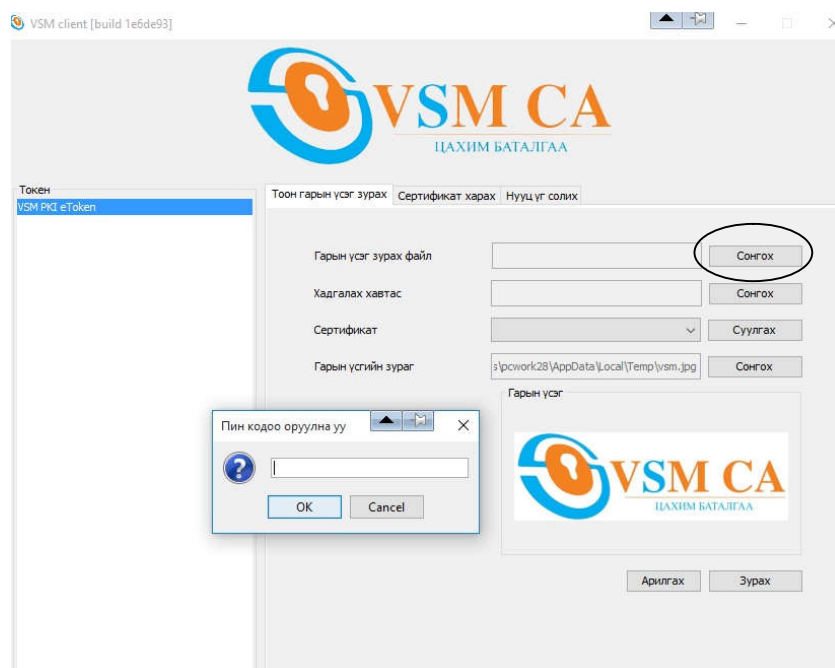 VSM client [build 1e6de93]
VSM CA
ЦАХИМ БАТАЛГАА
Токен
VSM PKI eToken
Тоон гарын үсэг зурах Сертификат харах Нууц үг солих
Гарын үсэг зурах файл Сонгох
Хадгалах хавтас Сонгох
Сертификат Суулгах
Гарын үсгийн зураг s\pcwork28\AppData\Local\Temp\vsm.jpg Сонгох
Гарын үсэг
Пин кодоо оруулна уу
OK Cancel
VSM CA
ЦАХИМ БАТАЛГАА
Арилгах Зурах